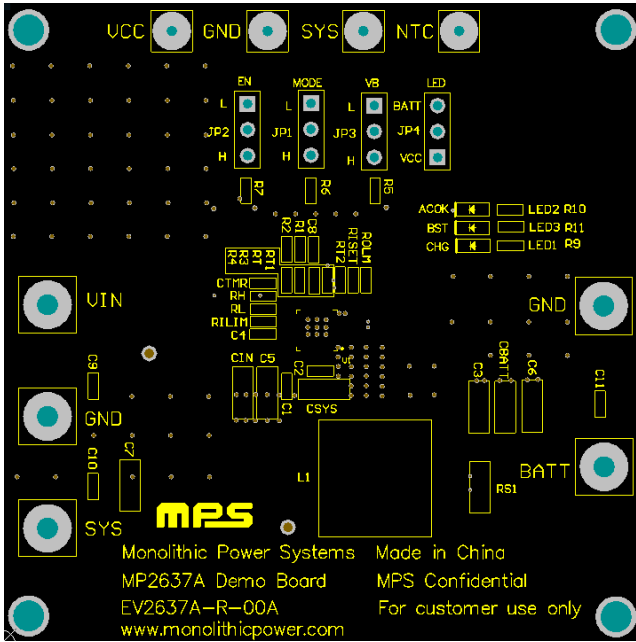 VCC GND SYS NTC
EN MODE VB LED
L L L BATT
JP2 JP1 JP3 JP4
H H H VCC
R7 R6 R5
ACOK LED2 R10
BST LED3 R11
CHG LED1 R9
R2 R1 C8
R4 R3 RT RT1 RT2 RISET ROLM
CTMR
RH
RL
RILIM
C4
VIN
GND
CIN C5 C2 U1
C9 C1 CSYS C3 CBATT C6 C11
GND
C10 C7
L1
RS1
BATT
SYS
MPS
Monolithic Power Systems Made in China
MP2637A Demo Board MPS Confidential
EV2637A-R-00A For customer use only
www.monolithicpower.com